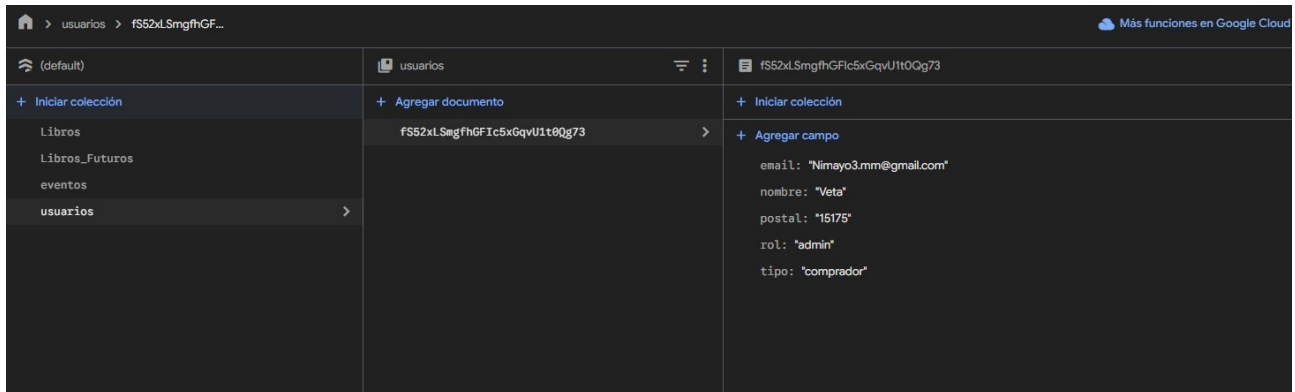 > usuarios > fS52xLSmgfhGF...
Más funciones en Google Cloud
(default)
+ Iniciar colección
Libros
Libros_Futuros
eventos
usuarios >
usuarios
+ Agregar documento
fS52xLSmgfhGFIc5xGqvU1t0Qg73 >
fS52xLSmgfhGFIc5xGqvU1t0Qg73
+ Iniciar colección
+ Agregar campo
email: "Nimayo3.mm@gmail.com"
nombre: "Veta"
postal: "15175"
rol: "admin"
tipo: "comprador"